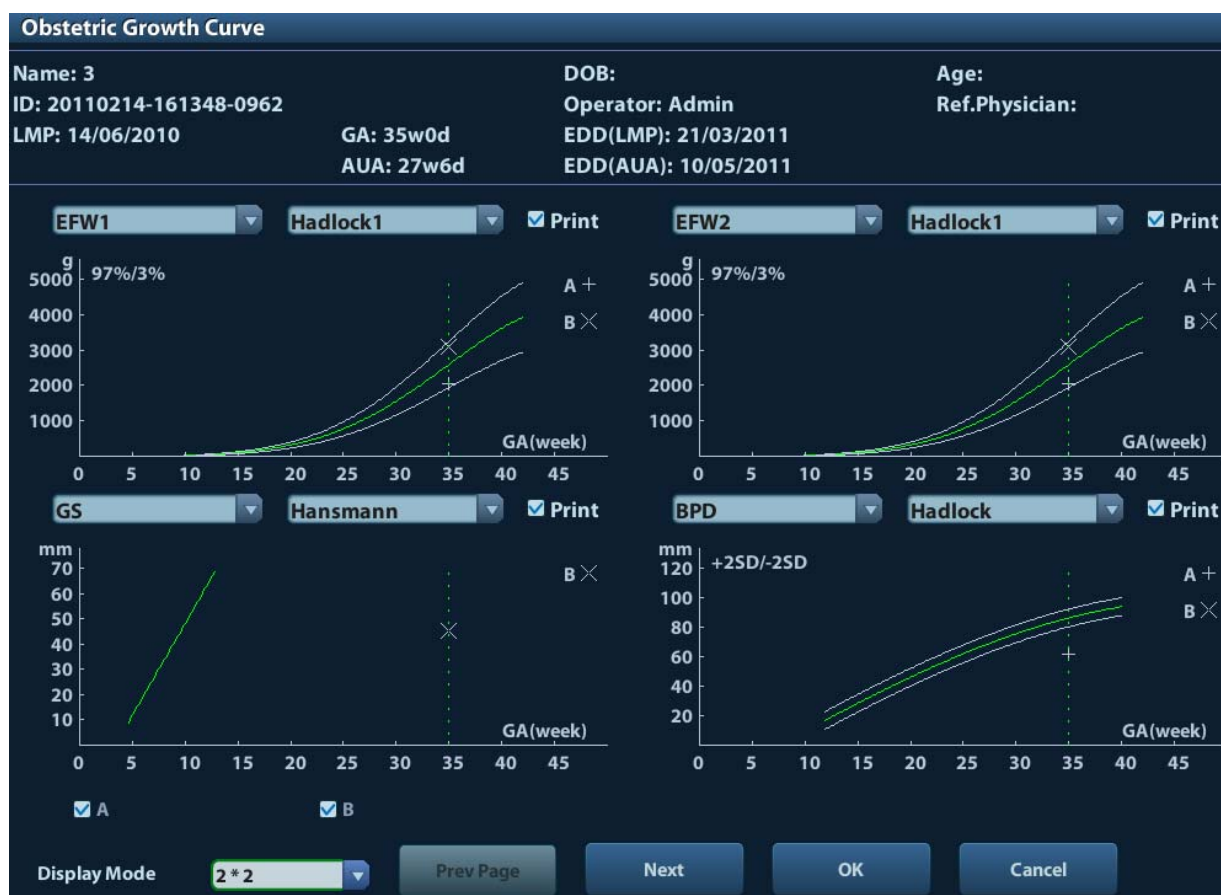 Obstetric Growth Curve
Name: 3 DOB: Age:
ID: 20110214-161348-0962 Operator: Admin Ref.Physician:
LMP: 14/06/2010 GA: 35w0d EDD(LMP): 21/03/2011
AUA: 27w6d EDD(AUA): 10/05/2011
EFW1 Hadlock1 Print EFW2 Hadlock1 Print
g g
5000 97%/3% A 5000 97%/3% A
4000 B 4000 B
3000 3000
2000 2000
1000 1000
GA(week) GA(week)
0 5 10 15 20 25 30 35 40 45 0 5 10 15 20 25 30 35 40 45
GS Hansmann Print BPD Hadlock Print
mm mm
70 B 120 +2SD/-2SD A
60 100 B
50 80
40 60
30 40
20 20
10
GA(week) GA(week)
0 5 10 15 20 25 30 35 40 45 0 5 10 15 20 25 30 35 40 45
A B
Display Mode 2*2 Prev Page Next OK Cancel